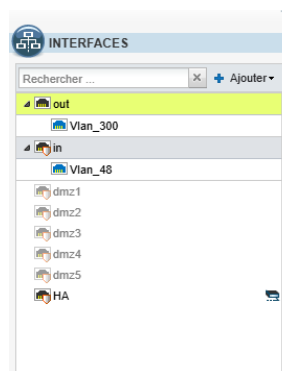 INTERFACES
Rechercher ... Ajouter
out
Vlan_300
in
Vlan_48
dmz1
dmz2
dmz3
dmz4
dmz5
HA